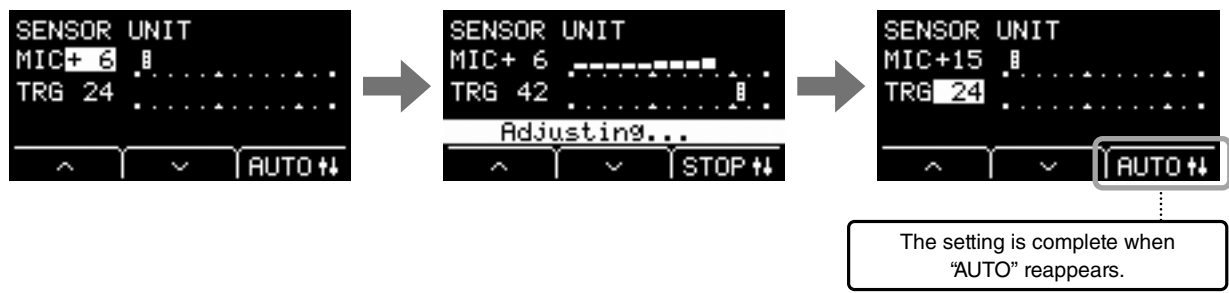 SENSOR UNIT
MIC+ 6
TRG 24
AUTO
SENSOR UNIT
MIC+ 6
TRG 42
Adjusting...
STOP
SENSOR UNIT
MIC+15
TRG 24
AUTO
The setting is complete when
“AUTO” reappears.